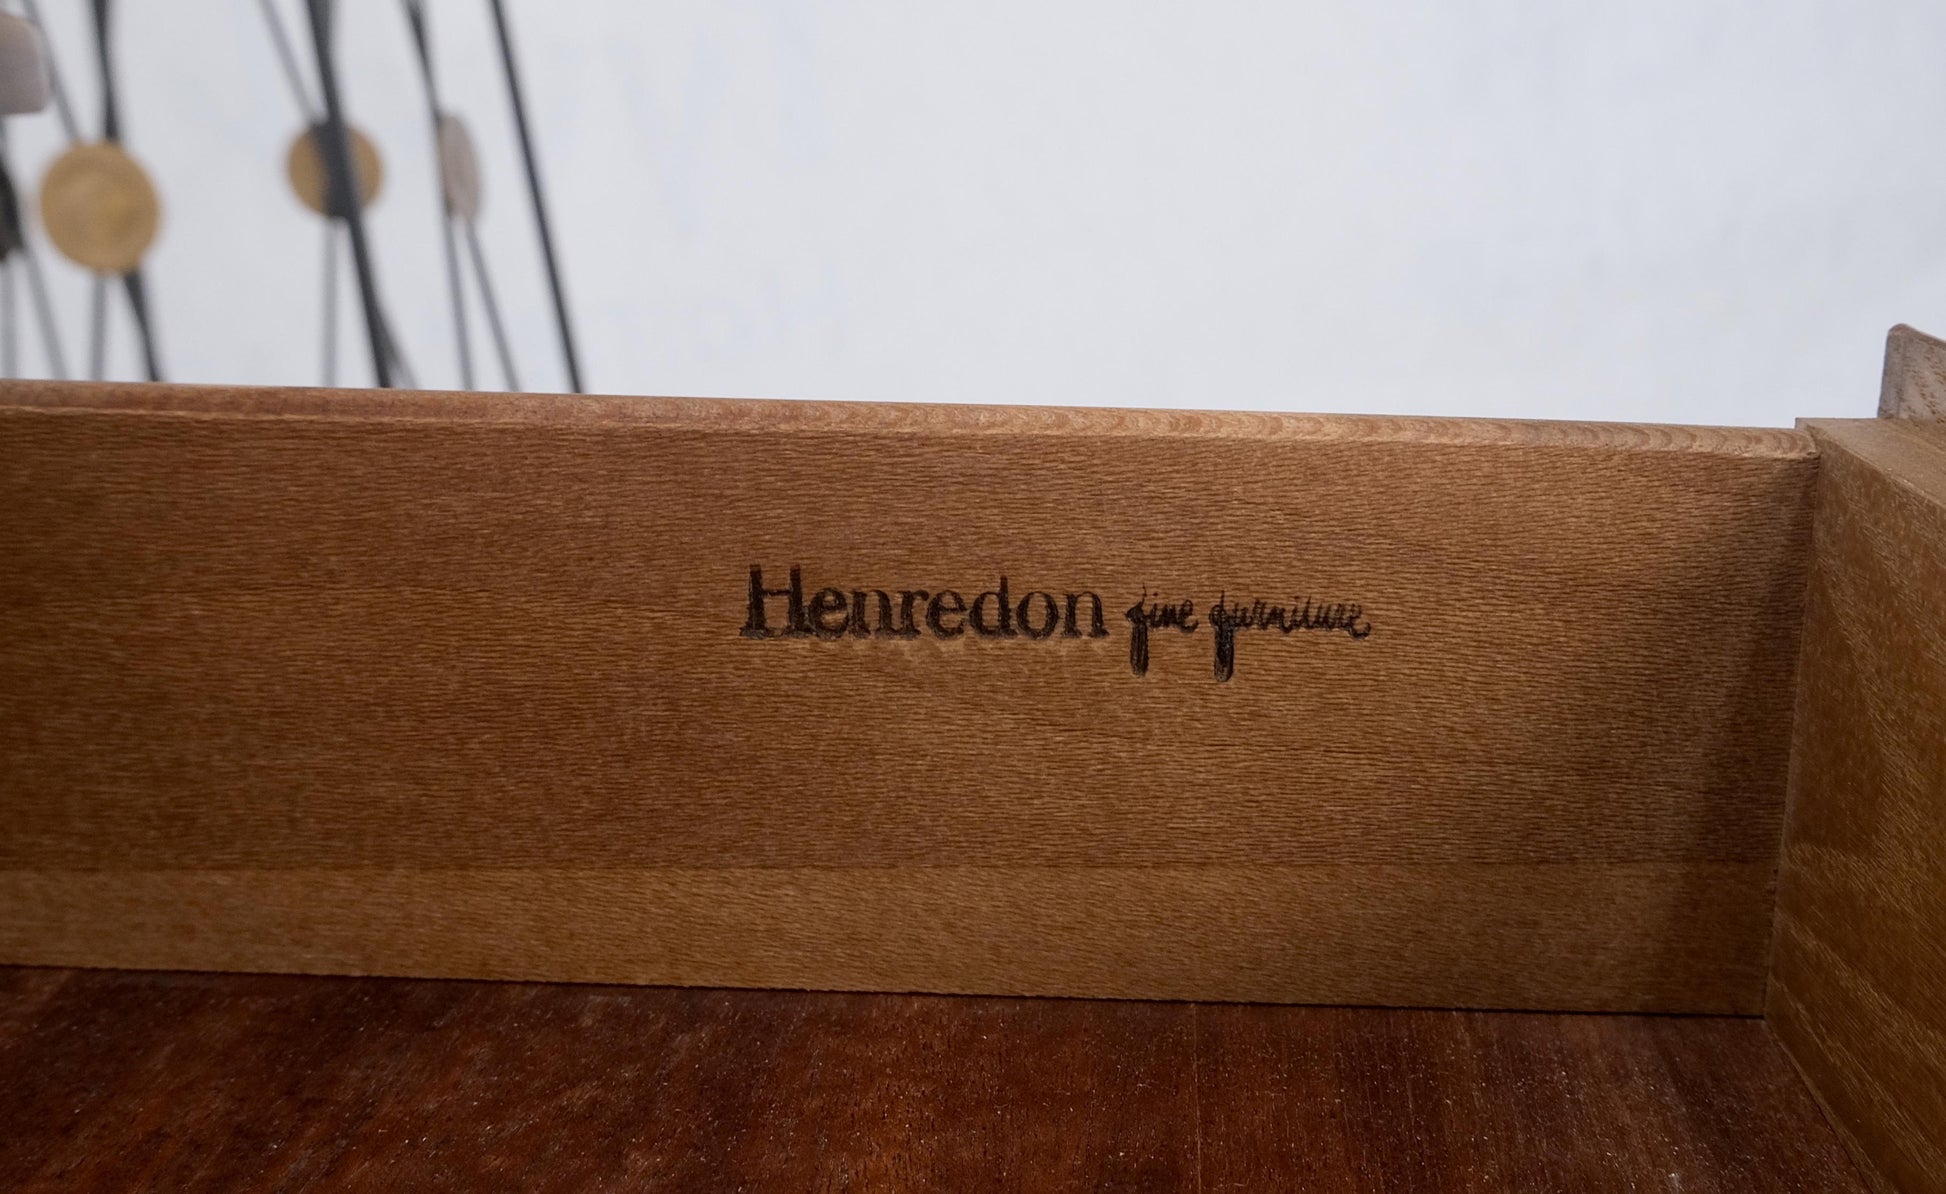 Henredon fine furniture